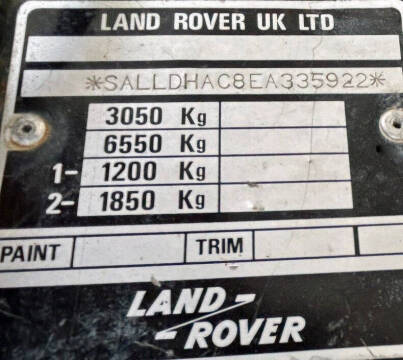 LAND ROVER UK LTD
*SALLDHAC8EA335922*
3050 Kg
6550 Kg
1- 1200 Kg
2- 1850 Kg
PAINT TRIM
LAND-
ROVER